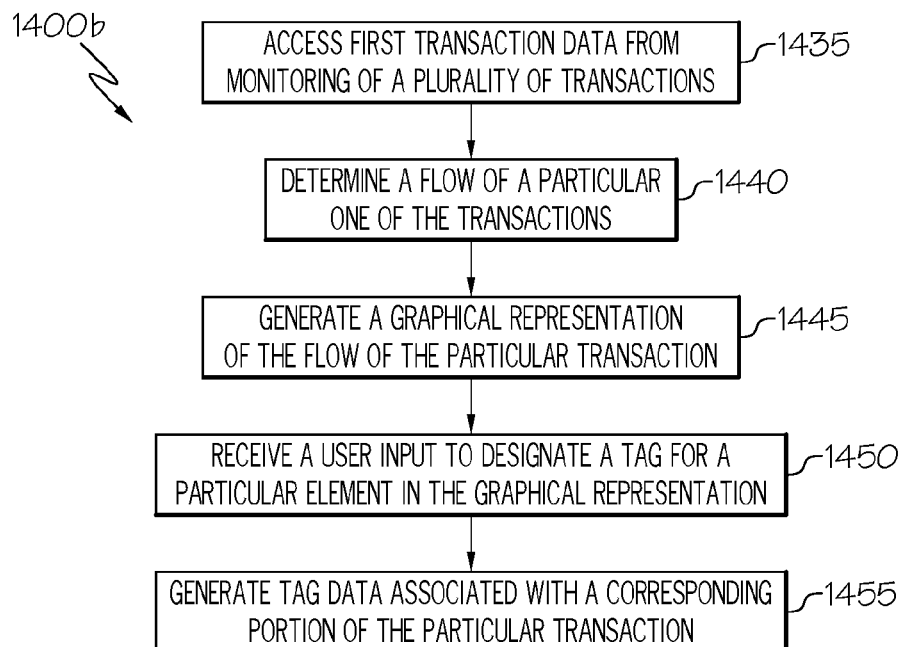 1400b
ACCESS FIRST TRANSACTION DATA FROM
MONITORING OF A PLURALITY OF TRANSACTIONS
1435
DETERMINE A FLOW OF A PARTICULAR
ONE OF THE TRANSACTIONS
1440
GENERATE A GRAPHICAL REPRESENTATION
OF THE FLOW OF THE PARTICULAR TRANSACTION
1445
RECEIVE A USER INPUT TO DESIGNATE A TAG FOR A
PARTICULAR ELEMENT IN THE GRAPHICAL REPRESENTATION
1450
GENERATE TAG DATA ASSOCIATED WITH A CORRESPONDING
PORTION OF THE PARTICULAR TRANSACTION
1455